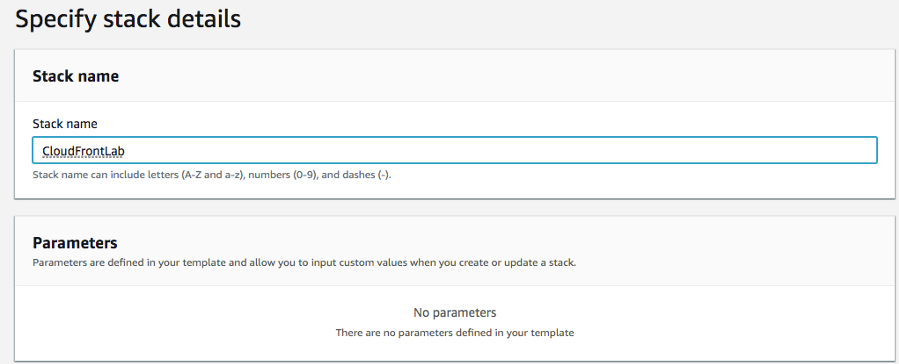 Specify stack details
Stack name
Stack name
CloudFrontLab
Stack name can include letters (A-Z and a-z), numbers (0-9), and dashes (-).
Parameters
Parameters are defined in your template and allow you to input custom values when you create or update a stack.
No parameters
There are no parameters defined in your template